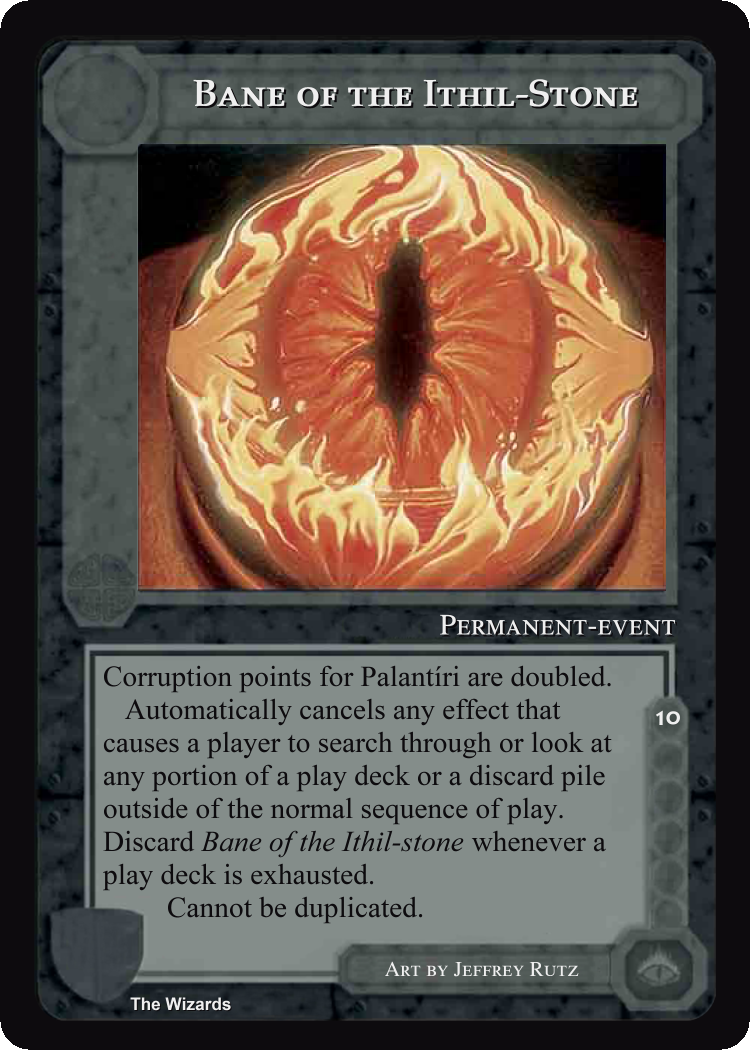 Bane of the Ithil-Stone
Permanent-event
Corruption points for Palantíri are doubled.
Automatically cancels any effect that
causes a player to search through or look at
any portion of a play deck or a discard pile
outside of the normal sequence of play.
Discard Bane of the Ithil-stone whenever a
play deck is exhausted.
Cannot be duplicated.
10
Art by Jeffrey Rutz
The Wizards